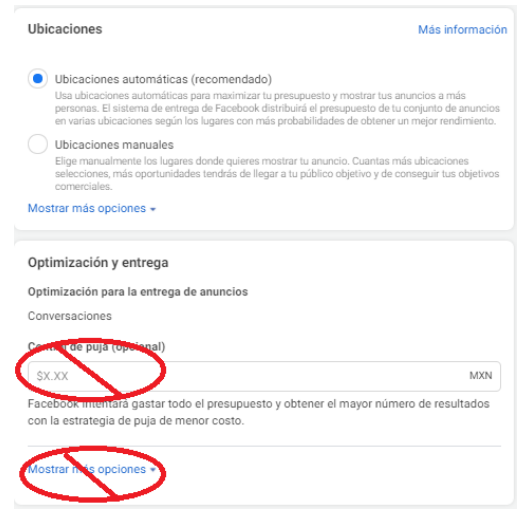 Ubicaciones
Más información
Ubicaciones automáticas (recomendado)
Usa ubicaciones automáticas para maximizar tu presupuesto y mostrar tus anuncios a más
personas. El sistema de entrega de Facebook distribuirá el presupuesto de tu conjunto de anuncios
en varias ubicaciones según los lugares con más probabilidades de obtener un mejor rendimiento.
Ubicaciones manuales
Elige manualmente los lugares donde quieres mostrar tu anuncio. Cuantas más ubicaciones
selecciones, más oportunidades tendrás de llegar a tu público objetivo y de conseguir tus objetivos
comerciales.
Mostrar más opciones
Optimización y entrega
Optimización para la entrega de anuncios
Conversaciones
Control de puja (opcional)
$X.XX
MXN
Facebook intentará gastar todo el presupuesto y obtener el mayor número de resultados
con la estrategia de puja de menor costo.
Mostrar más opciones